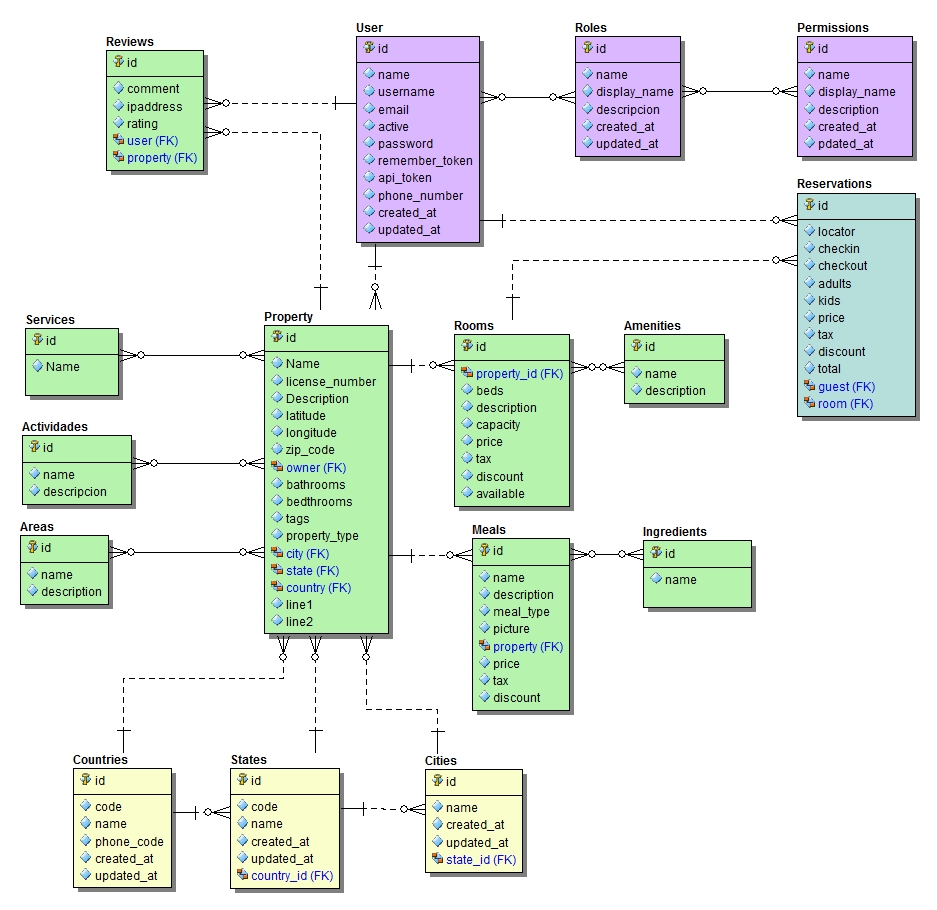 Reviews
id
comment
ipaddress
rating
user (FK)
property (FK)
User
id
name
username
email
active
password
remember_token
api_token
phone_number
created_at
updated_at
Roles
id
name
display_name
descripcion
created_at
updated_at
Permissions
id
name
display_name
description
created_at
pdated_at
Reservations
id
locator
checkin
checkout
adults
kids
price
tax
discount
total
guest (FK)
room (FK)
Services
id
Name
Property
id
Name
license_number
Description
latitude
longitude
zip_code
owner (FK)
bathrooms
bedthrooms
tags
property_type
city (FK)
state (FK)
country (FK)
line1
line2
Rooms
id
property_id (FK)
beds
description
capacity
price
tax
discount
available
Amenities
id
name
description
Actividades
id
name
descripcion
Areas
id
name
description
Meals
id
name
description
meal_type
picture
property (FK)
price
tax
discount
Ingredients
id
name
Countries
id
code
name
phone_code
created_at
updated_at
States
id
code
name
created_at
updated_at
country_id (FK)
Cities
id
name
created_at
updated_at
state_id (FK)